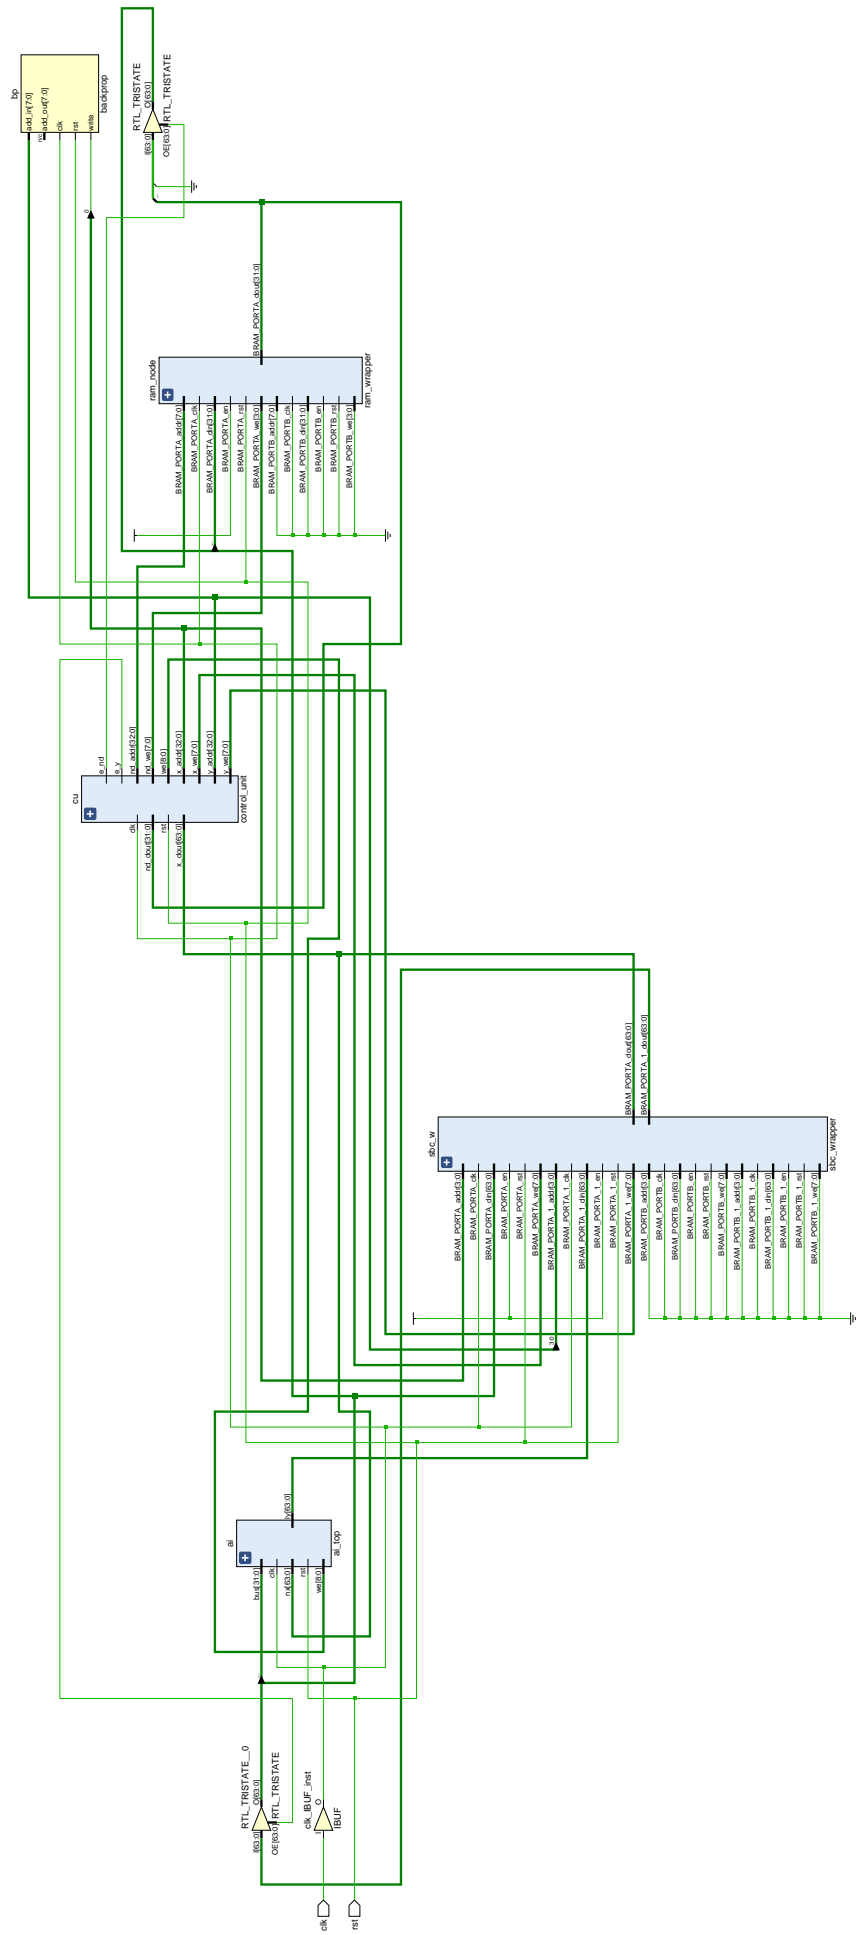 bp
add_in[7:0]
n/c
add_out[7:0]
clk
rst
write
backprop
0
RTL_TRISTATE
I[63:0]
O[63:0]
OE[63:0]
RTL_TRISTATE
ram_node
BRAM_PORTA_dout[31:0]
BRAM_PORTA_addr[7:0]
BRAM_PORTA_clk
BRAM_PORTA_din[31:0]
BRAM_PORTA_en
BRAM_PORTA_rst
BRAM_PORTA_we[3:0]
BRAM_PORTB_addr[7:0]
BRAM_PORTB_clk
BRAM_PORTB_din[31:0]
BRAM_PORTB_en
BRAM_PORTB_rst
BRAM_PORTB_we[3:0]
ram_wrapper
cu
e_nd
e_y
nd_addr[32:0]
nd_we[7:0]
we[8:0]
x_addr[32:0]
x_we[7:0]
y_addr[32:0]
y_we[7:0]
clk
nd_dout[31:0]
rst
x_dout[63:0]
control_unit
sbc_w
BRAM_PORTA_dout[63:0]
BRAM_PORTA_1_dout[63:0]
BRAM_PORTA_addr[3:0]
BRAM_PORTA_clk
BRAM_PORTA_din[63:0]
BRAM_PORTA_en
BRAM_PORTA_rst
BRAM_PORTA_we[7:0]
BRAM_PORTA_1_addr[3:0]
BRAM_PORTA_1_clk
BRAM_PORTA_1_din[63:0]
BRAM_PORTA_1_en
BRAM_PORTA_1_rst
BRAM_PORTA_1_we[7:0]
BRAM_PORTB_addr[3:0]
BRAM_PORTB_clk
BRAM_PORTB_din[63:0]
BRAM_PORTB_en
BRAM_PORTB_rst
BRAM_PORTB_we[7:0]
BRAM_PORTB_1_addr[3:0]
BRAM_PORTB_1_clk
BRAM_PORTB_1_din[63:0]
BRAM_PORTB_1_en
BRAM_PORTB_1_rst
BRAM_PORTB_1_we[7:0]
sbc_wrapper
3:0
ai
ly[63:0]
bus[31:0]
clk
nx[63:0]
rst
we[8:0]
ai_top
RTL_TRISTATE__0
I[63:0]
O[63:0]
OE[63:0]
RTL_TRISTATE
clk_IBUF_inst
I
O
IBUF
clk
rst